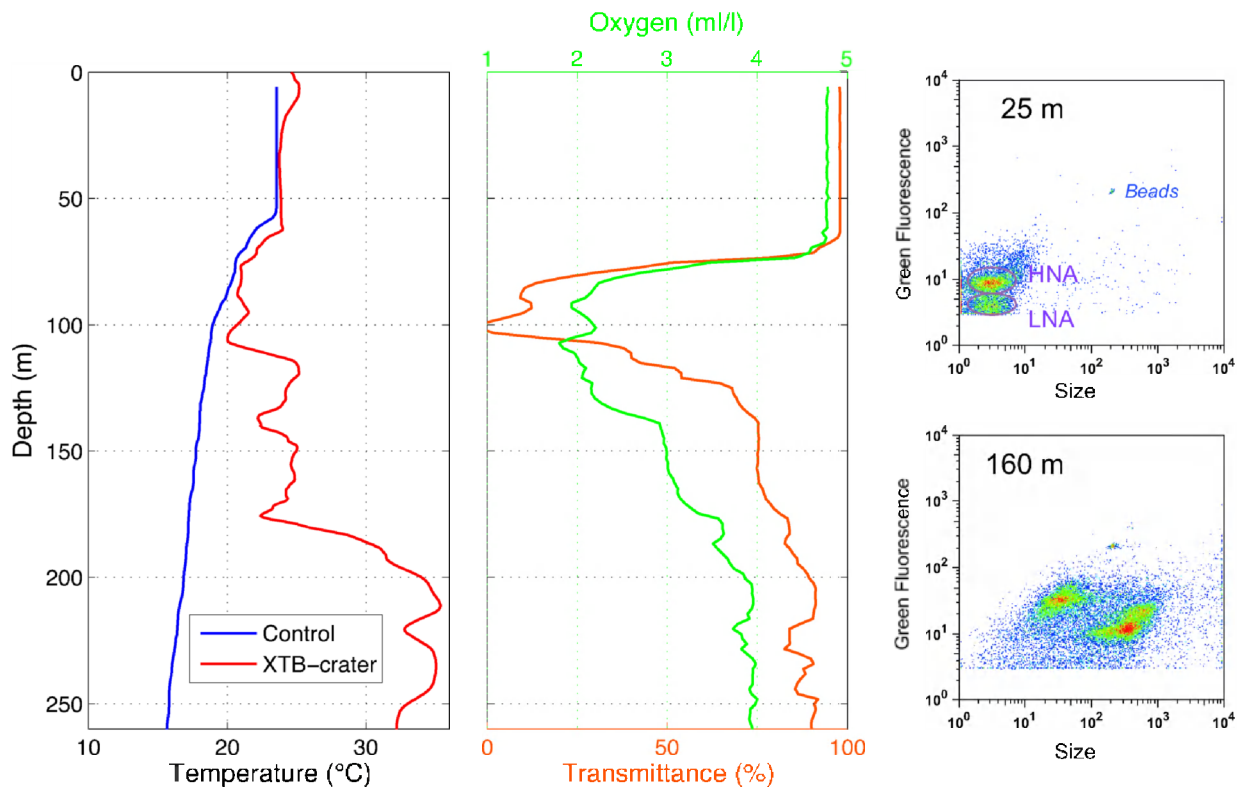 0
50
100
150
200
250
Depth (m)
10
20
30
Temperature (°C)
Control
XTB-crater
Oxygen (ml/l)
1
2
3
4
5
0
50
100
Transmittance (%)
25 m
Beads
HNA
LNA
Green Fluorescence
10⁴
10³
10²
10¹
10⁰
10⁰
10¹
10²
10³
10⁴
Size
160 m
Green Fluorescence
10⁴
10³
10²
10¹
10⁰
10⁰
10¹
10²
10³
10⁴
Size